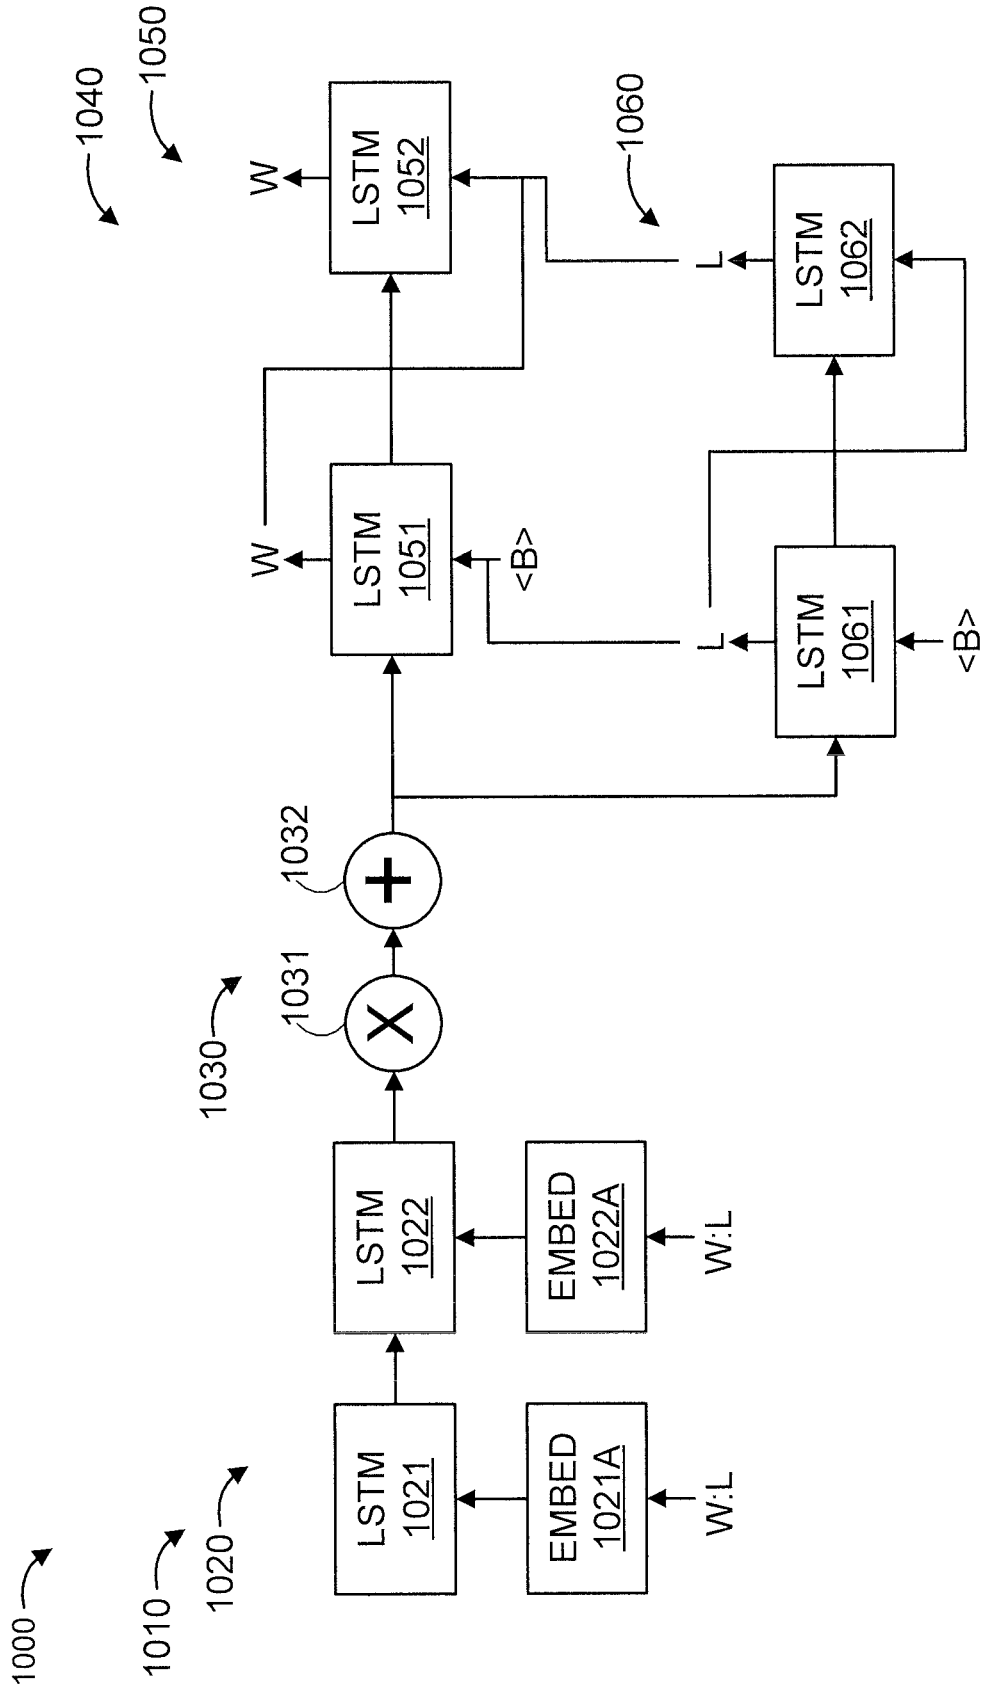 1000
1010
1020
1030
1040
1050
LSTM
1021
LSTM
1022
X
1031
+
1032
W
LSTM
1051
<B>
W
LSTM
1052
EMBED
1021A
W:L
EMBED
1022A
W:L
1060
L
LSTM
1061
<B>
L
LSTM
1062